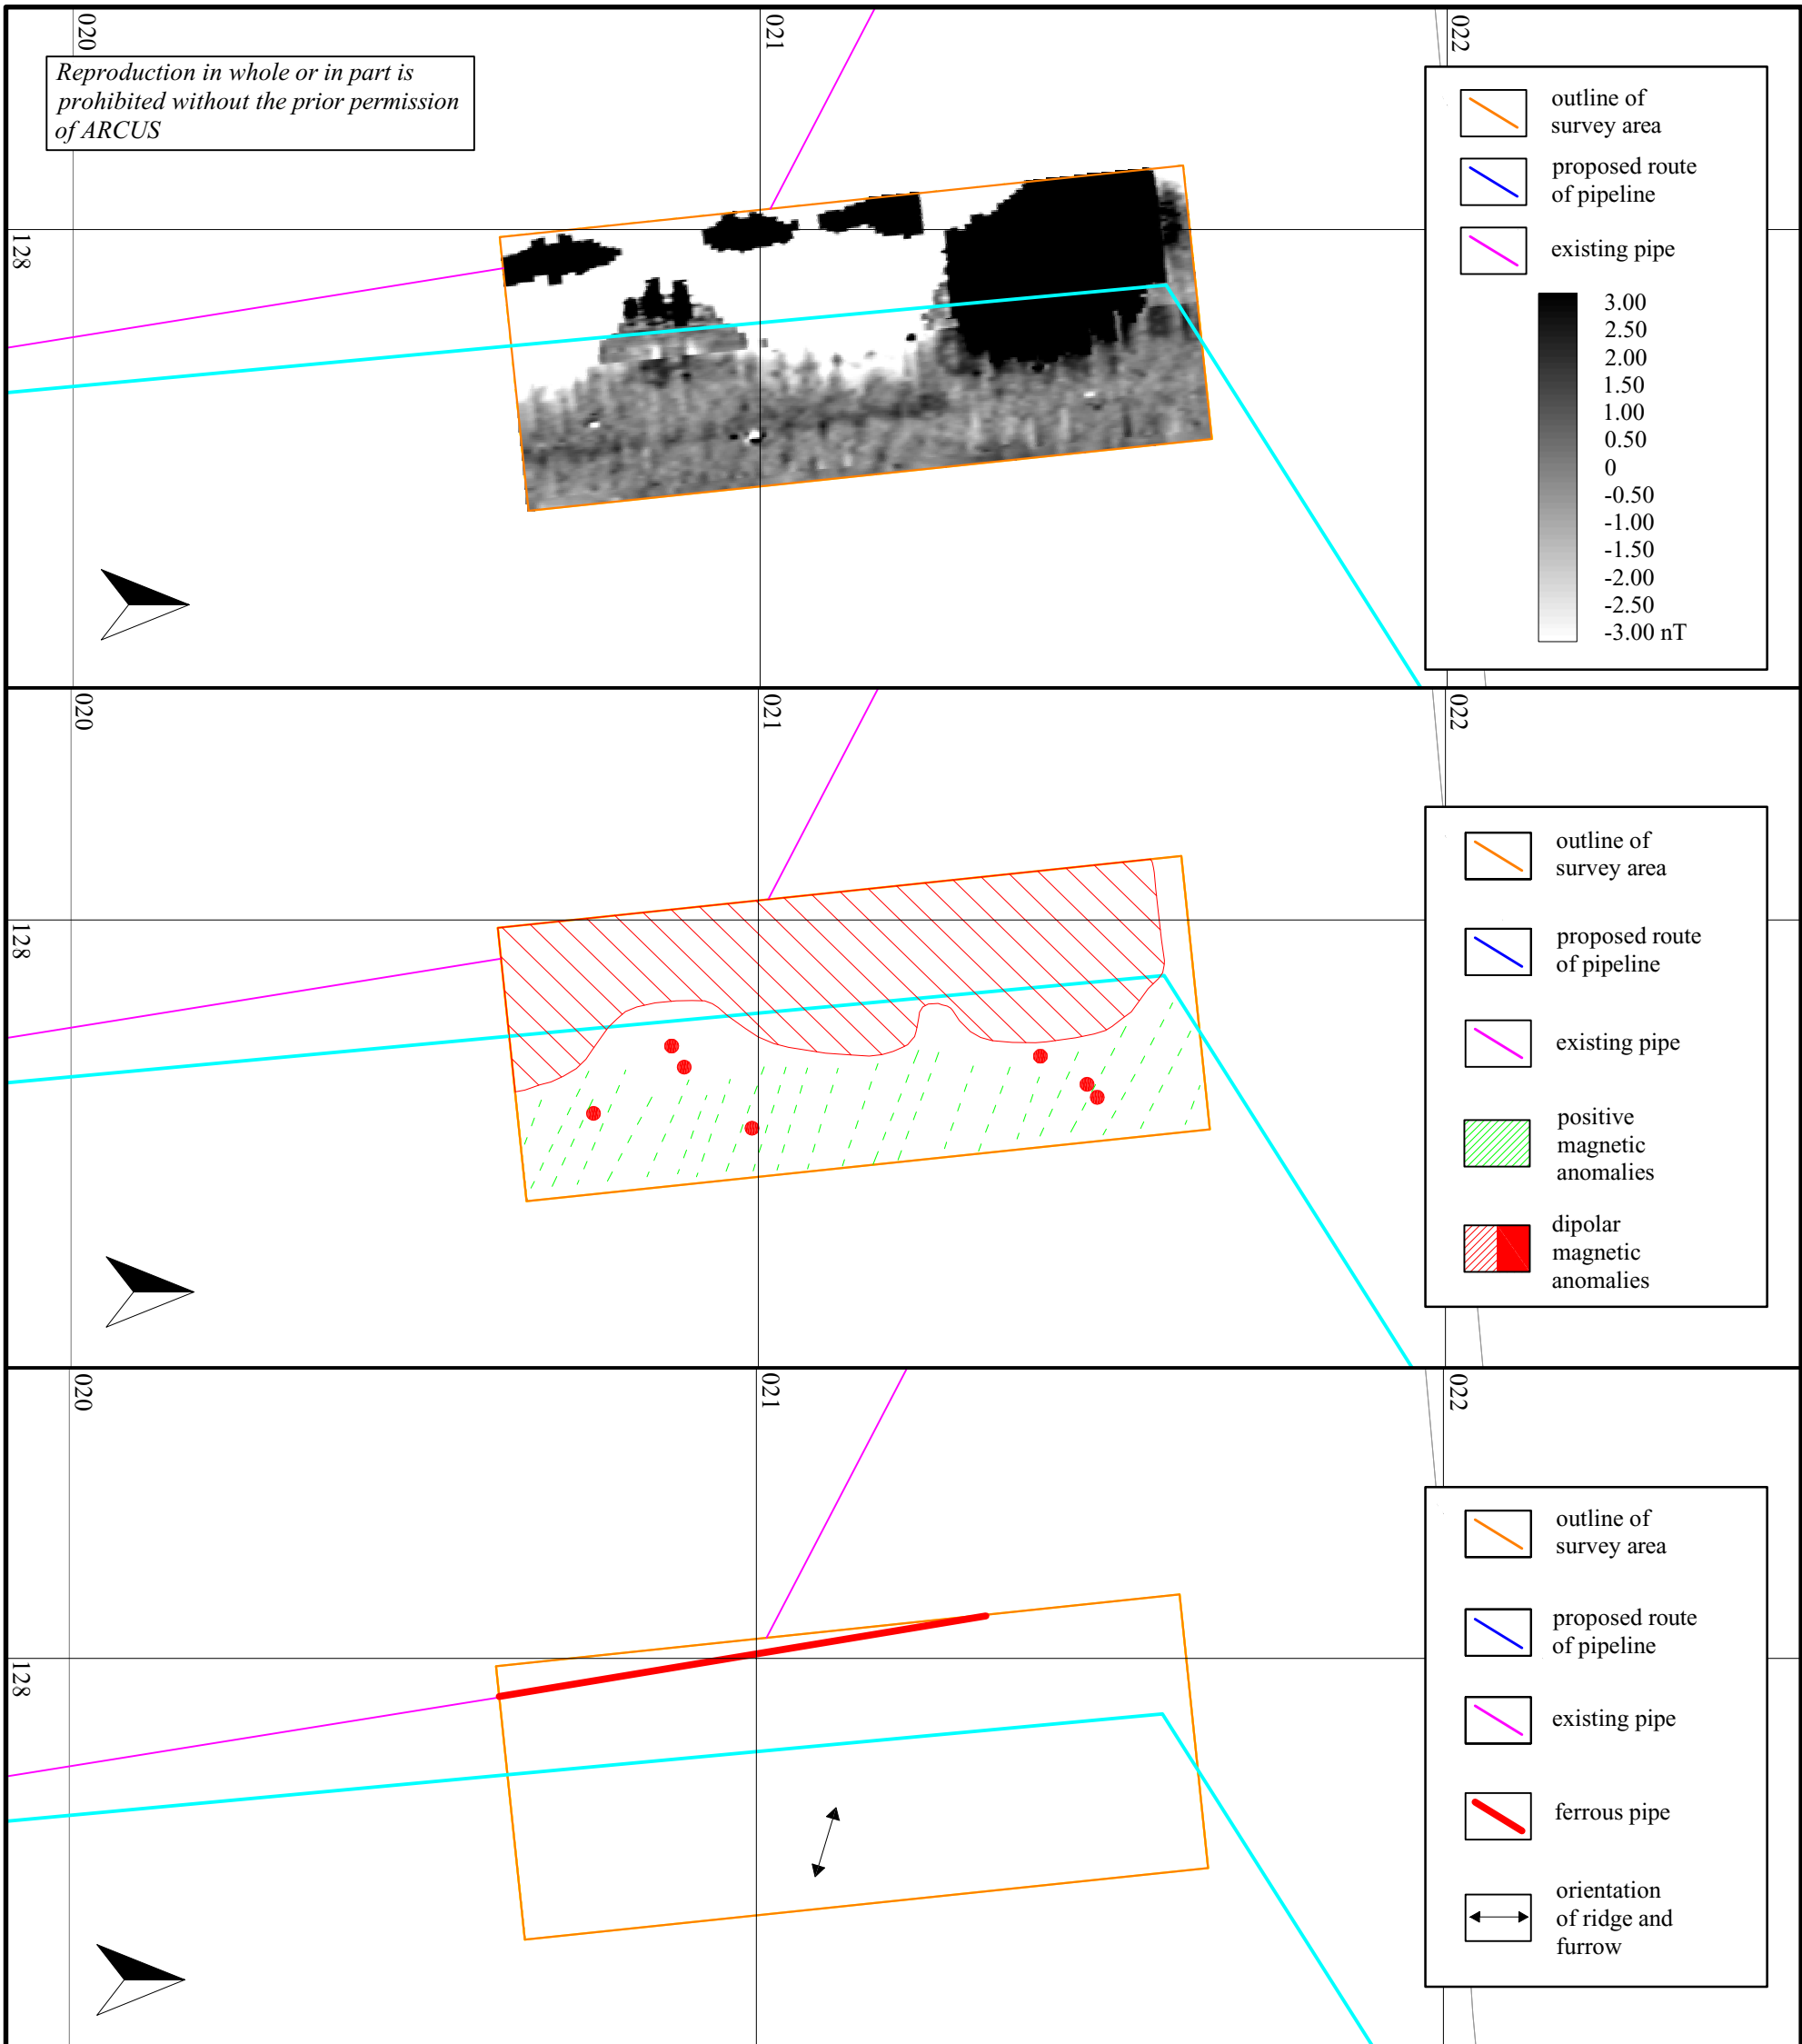 020
021
022
Reproduction in whole or in part is
prohibited without the prior permission
of ARCUS
128
outline of
survey area
proposed route
of pipeline
existing pipe
3.00
2.50
2.00
1.50
1.00
0.50
0
-0.50
-1.00
-1.50
-2.00
-2.50
-3.00 nT
020
021
022
128
outline of
survey area
proposed route
of pipeline
existing pipe
positive
magnetic
anomalies
dipolar
magnetic
anomalies
020
021
022
128
outline of
survey area
proposed route
of pipeline
existing pipe
ferrous pipe
orientation
of ridge and
furrow